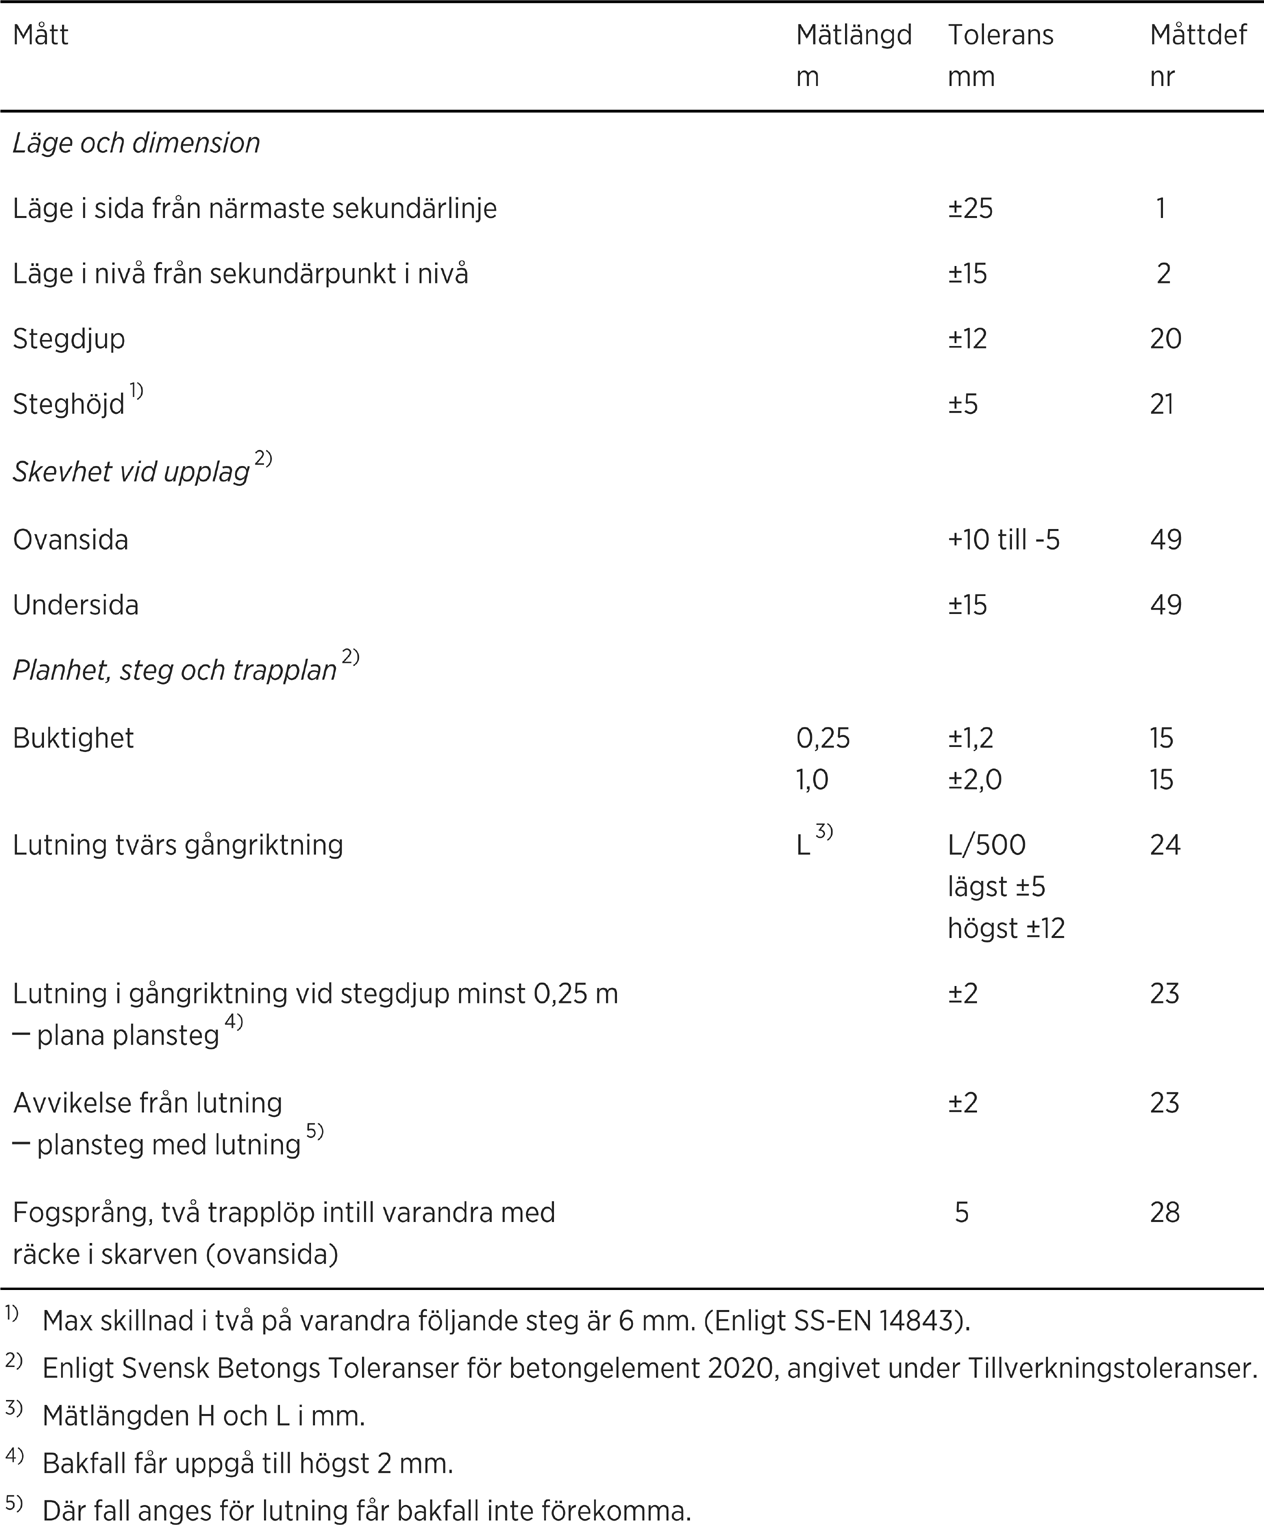 Mått Mätlängd Tolerans Måttdef
m mm nr
Läge och dimension
Läge i sida från närmaste sekundärlinje ±25 1
Läge i nivå från sekundärpunkt i nivå ±15 2
Stegdjup ±12 20
Steghöjd 1) ±5 21
Skevhet vid upplag 2)
Ovansida +10 till -5 49
Undersida ±15 49
Planhet, steg och trapplan 2)
Buktighet 0,25 ±1,2 15
1,0 ±2,0 15
Lutning tvärs gångriktning L 3) L/500 24
lägst ±5
högst ±12
Lutning i gångriktning vid stegdjup minst 0,25 m ±2 23
– plana plansteg 4)
Avvikelse från lutning ±2 23
– plansteg med lutning 5)
Fogsprång, två trapplöp intill varandra med 5 28
räcke i skarven (ovansida)
1) Max skillnad i två på varandra följande steg är 6 mm. (Enligt SS-EN 14843).
2) Enligt Svensk Betongs Toleranser för betongelement 2020, angivet under Tillverkningstoleranser.
3) Mätlängden H och L i mm.
4) Bakfall får uppgå till högst 2 mm.
5) Där fall anges för lutning får bakfall inte förekomma.